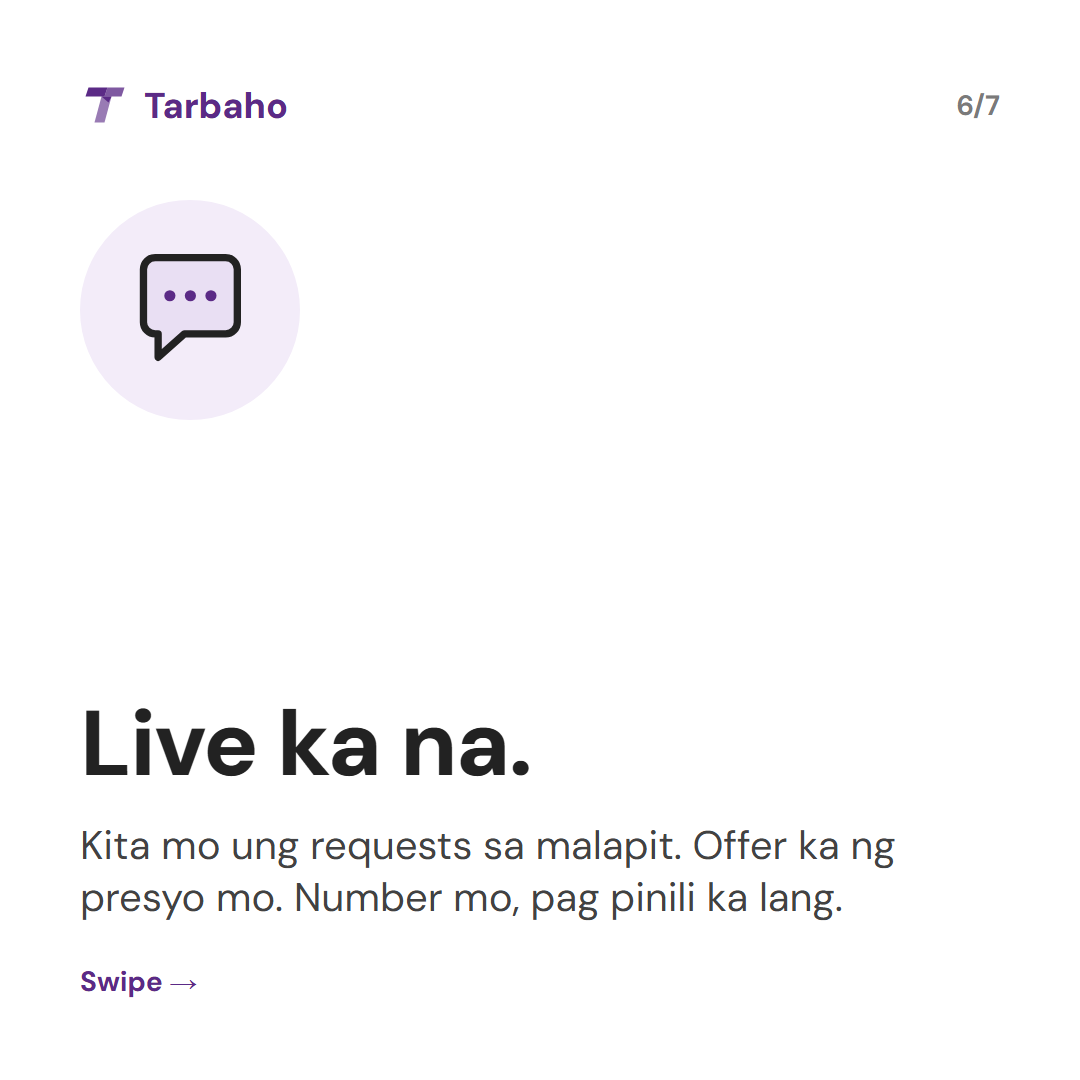 Tarbaho
6/7
Live ka na.
Kita mo ung requests sa malapit. Offer ka ng
presyo mo. Number mo, pag pinili ka lang.
Swipe →